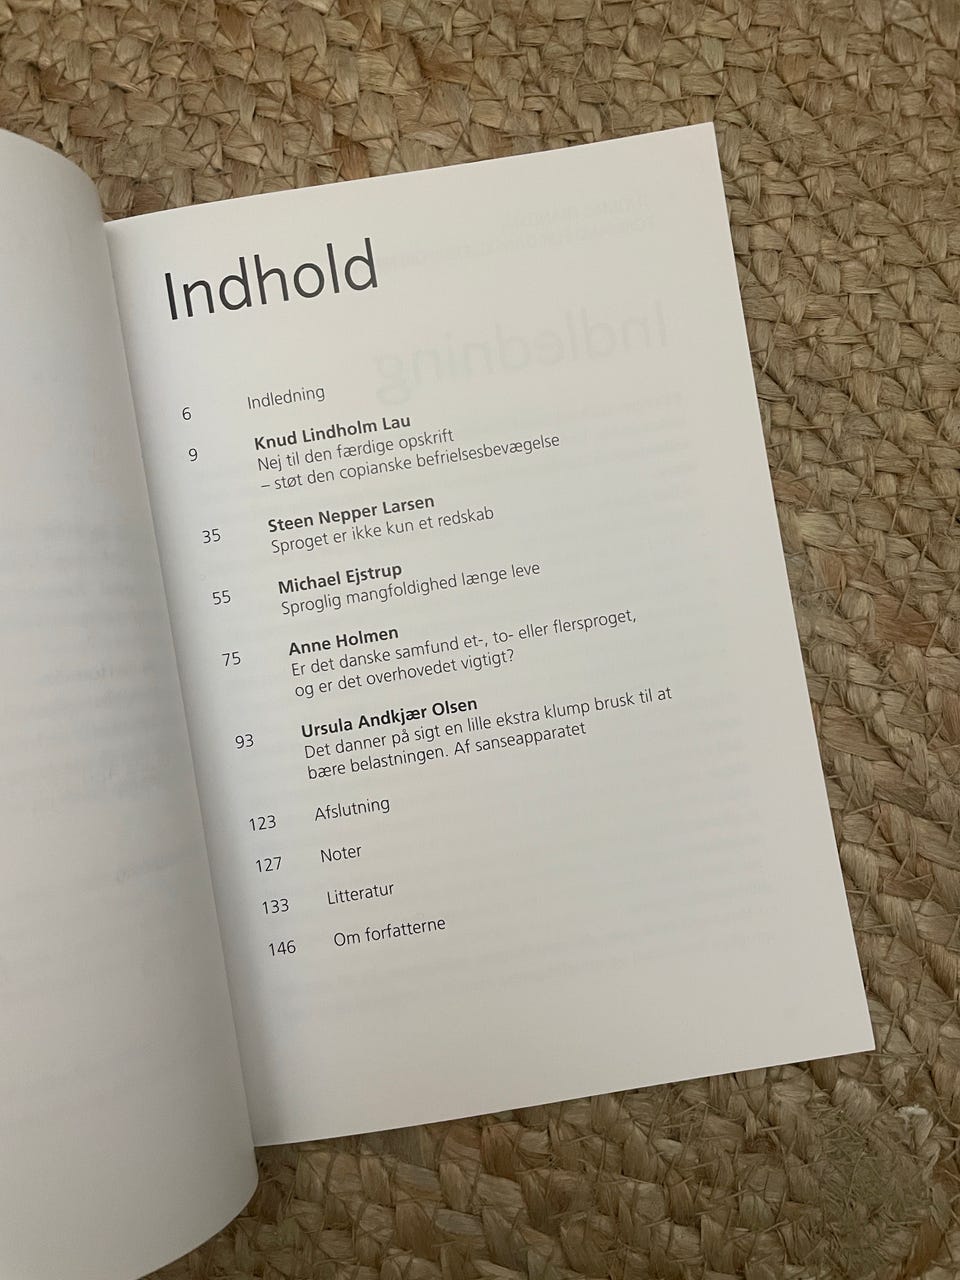 Indhold
6 Indledning
9 Knud Lindholm Lau
Nej til den færdige opskrift
– støt den copianske befrielsesbevægelse
35 Steen Nepper Larsen
Sproget er ikke kun et redskab
55 Michael Ejstrup
Sproglig mangfoldighed længe leve
75 Anne Holmen
Er det danske samfund et-, to- eller flersproget,
og er det overhovedet vigtigt?
93 Ursula Andkjær Olsen
Det danner på sigt en lille ekstra klump brusk til at
bære belastningen. Af sanseapparatet
123 Afslutning
127 Noter
133 Litteratur
146 Om forfatterne